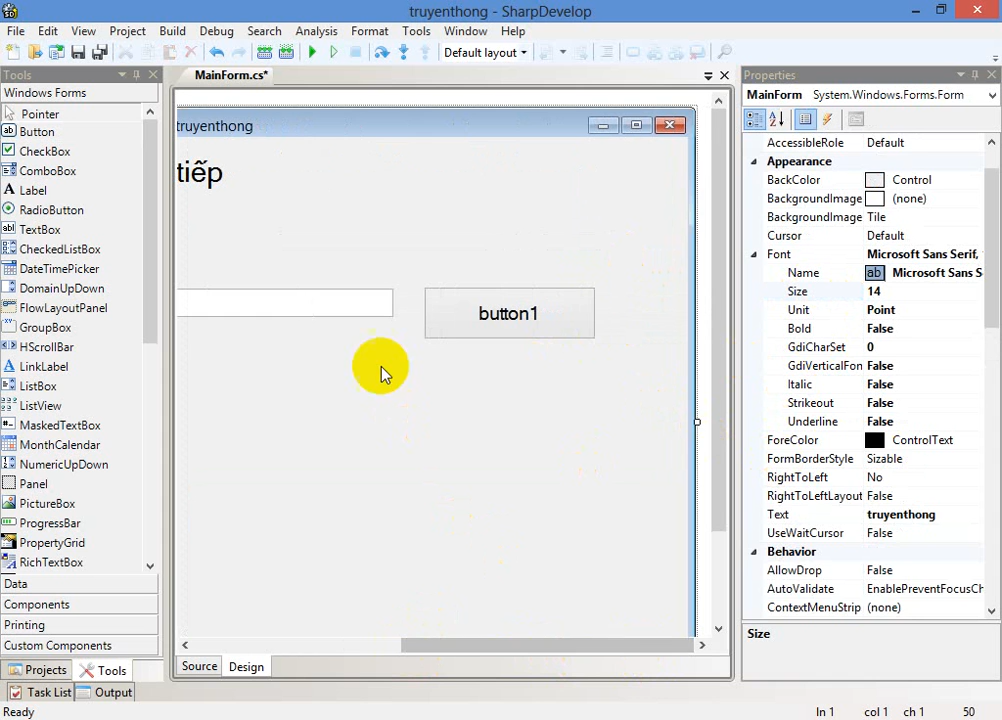 truyenthong - SharpDevelop
File Edit View Project Build Debug Search Analysis Format Tools Window Help
Default layout
Tools
Windows Forms
Pointer
Button
CheckBox
ComboBox
Label
RadioButton
TextBox
CheckedListBox
DateTimePicker
DomainUpDown
FlowLayoutPanel
GroupBox
HScrollBar
LinkLabel
ListBox
ListView
MaskedTextBox
MonthCalendar
NumericUpDown
Panel
PictureBox
ProgressBar
PropertyGrid
RichTextBox
Data
Components
Printing
Custom Components
Projects Tools
Task List Output
MainForm.cs*
truyenthong
tiếp
button1
Source Design
Properties
MainForm System.Windows.Forms.Form
AccessibleRole Default
Appearance
BackColor Control
BackgroundImage (none)
BackgroundImage Tile
Cursor Default
Font Microsoft Sans Serif,
Name ab Microsoft Sans S
Size 14
Unit Point
Bold False
GdiCharSet 0
GdiVerticalFon False
Italic False
Strikeout False
Underline False
ForeColor ControlText
FormBorderStyle Sizable
RightToLeft No
RightToLeftLayout False
Text truyenthong
UseWaitCursor False
Behavior
AllowDrop False
AutoValidate EnablePreventFocusCh
ContextMenuStrip (none)
Size
Ready ln 1 col 1 ch 1 50